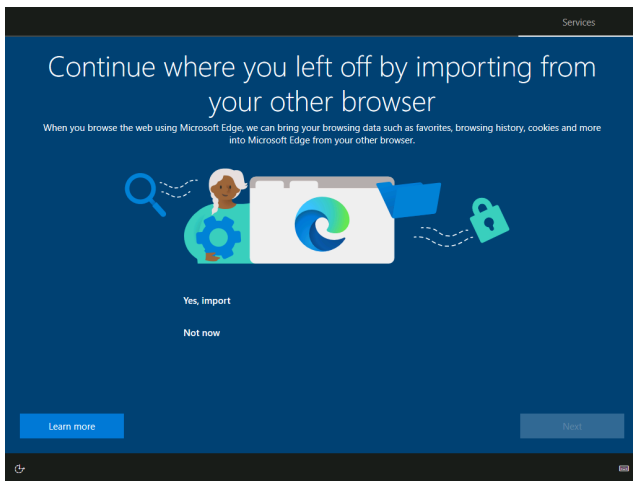 Services
Continue where you left off by importing from
your other browser
When you browse the web using Microsoft Edge, we can bring your browsing data such as favorites, browsing history, cookies and more
into Microsoft Edge from your other browser.
Yes, import
Not now
Learn more
Next